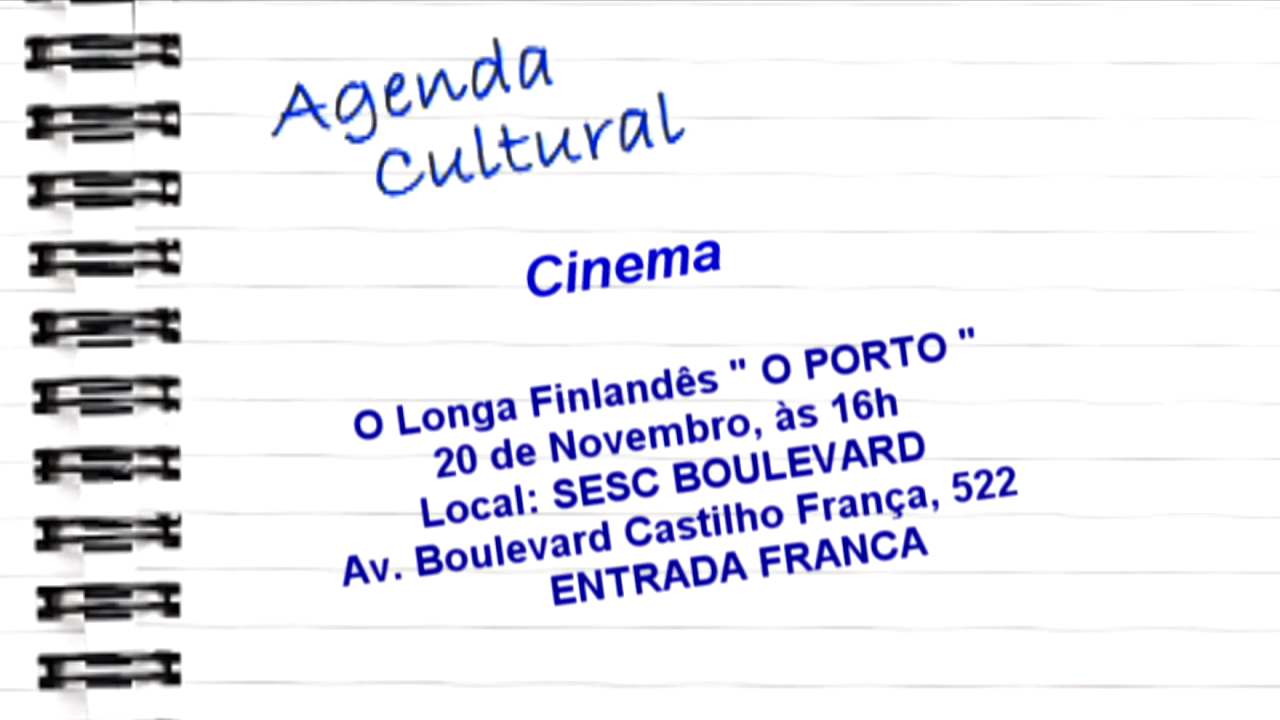 Agenda
Cultural
Cinema
O Longa Finlandês " O PORTO "
20 de Novembro, às 16h
Local: SESC BOULEVARD
Av. Boulevard Castilho França, 522
ENTRADA FRANCA